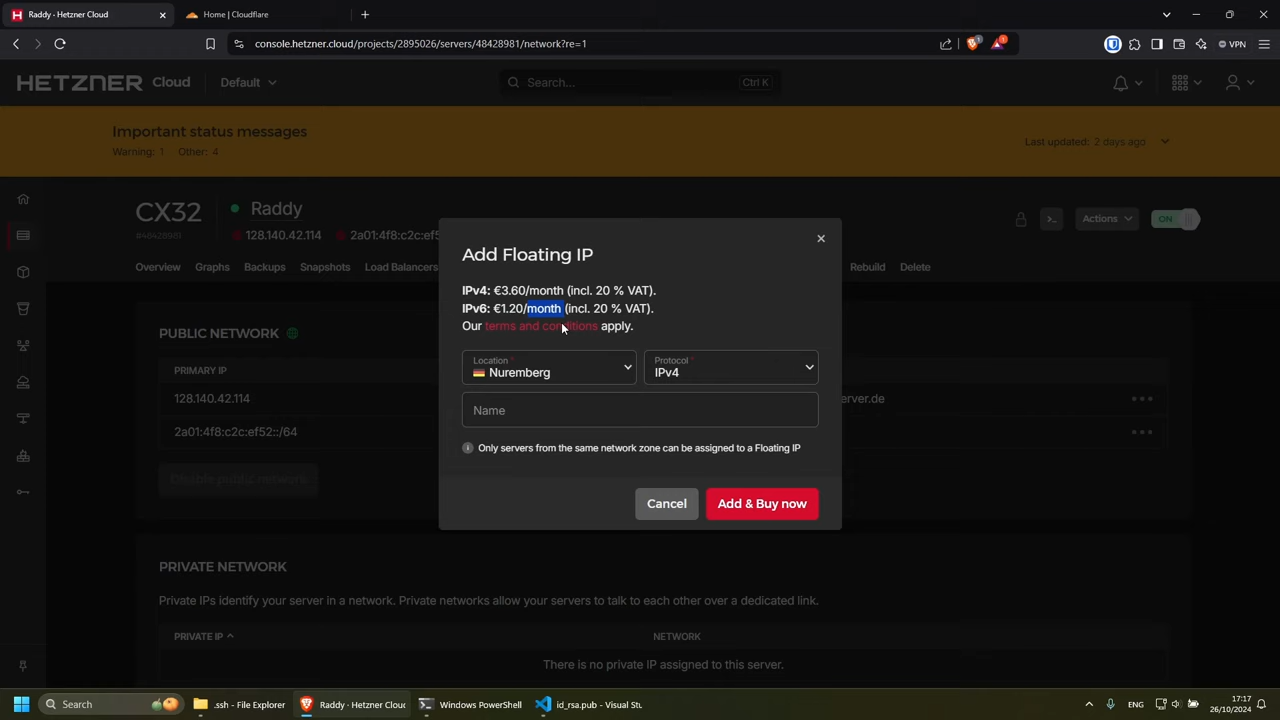 Raddy · Hetzner Cloud
Home | Cloudflare
console.hetzner.cloud/projects/2895026/servers/48428981/network?re=1
VPN
HETZNER Cloud
Default
Search...
Ctrl K
Important status messages
Warning: 1 Other: 4
Last updated: 2 days ago
CX32
#48428981
Raddy
128.140.42.114
2a01:4f8:c2c:ef5
Actions
ON
Overview
Graphs
Backups
Snapshots
Load Balancers
Rebuild
Delete
Add Floating IP
IPv4: €3.60/month (incl. 20 % VAT).
IPv6: €1.20/month (incl. 20 % VAT).
Our terms and conditions apply.
Location *
Nuremberg
Protocol *
IPv4
Name
Only servers from the same network zone can be assigned to a Floating IP
Cancel
Add & Buy now
PUBLIC NETWORK
PRIMARY IP
128.140.42.114
server.de
2a01:4f8:c2c:ef52::/64
Disable public network
PRIVATE NETWORK
Private IPs identify your server in a network. Private networks allow your servers to talk to each other over a dedicated link.
PRIVATE IP
NETWORK
There is no private IP assigned to this server.
Search
.ssh - File Explorer
Raddy · Hetzner Cloud
Windows PowerShell
id_rsa.pub - Visual Stu
ENG
17:17
26/10/2024